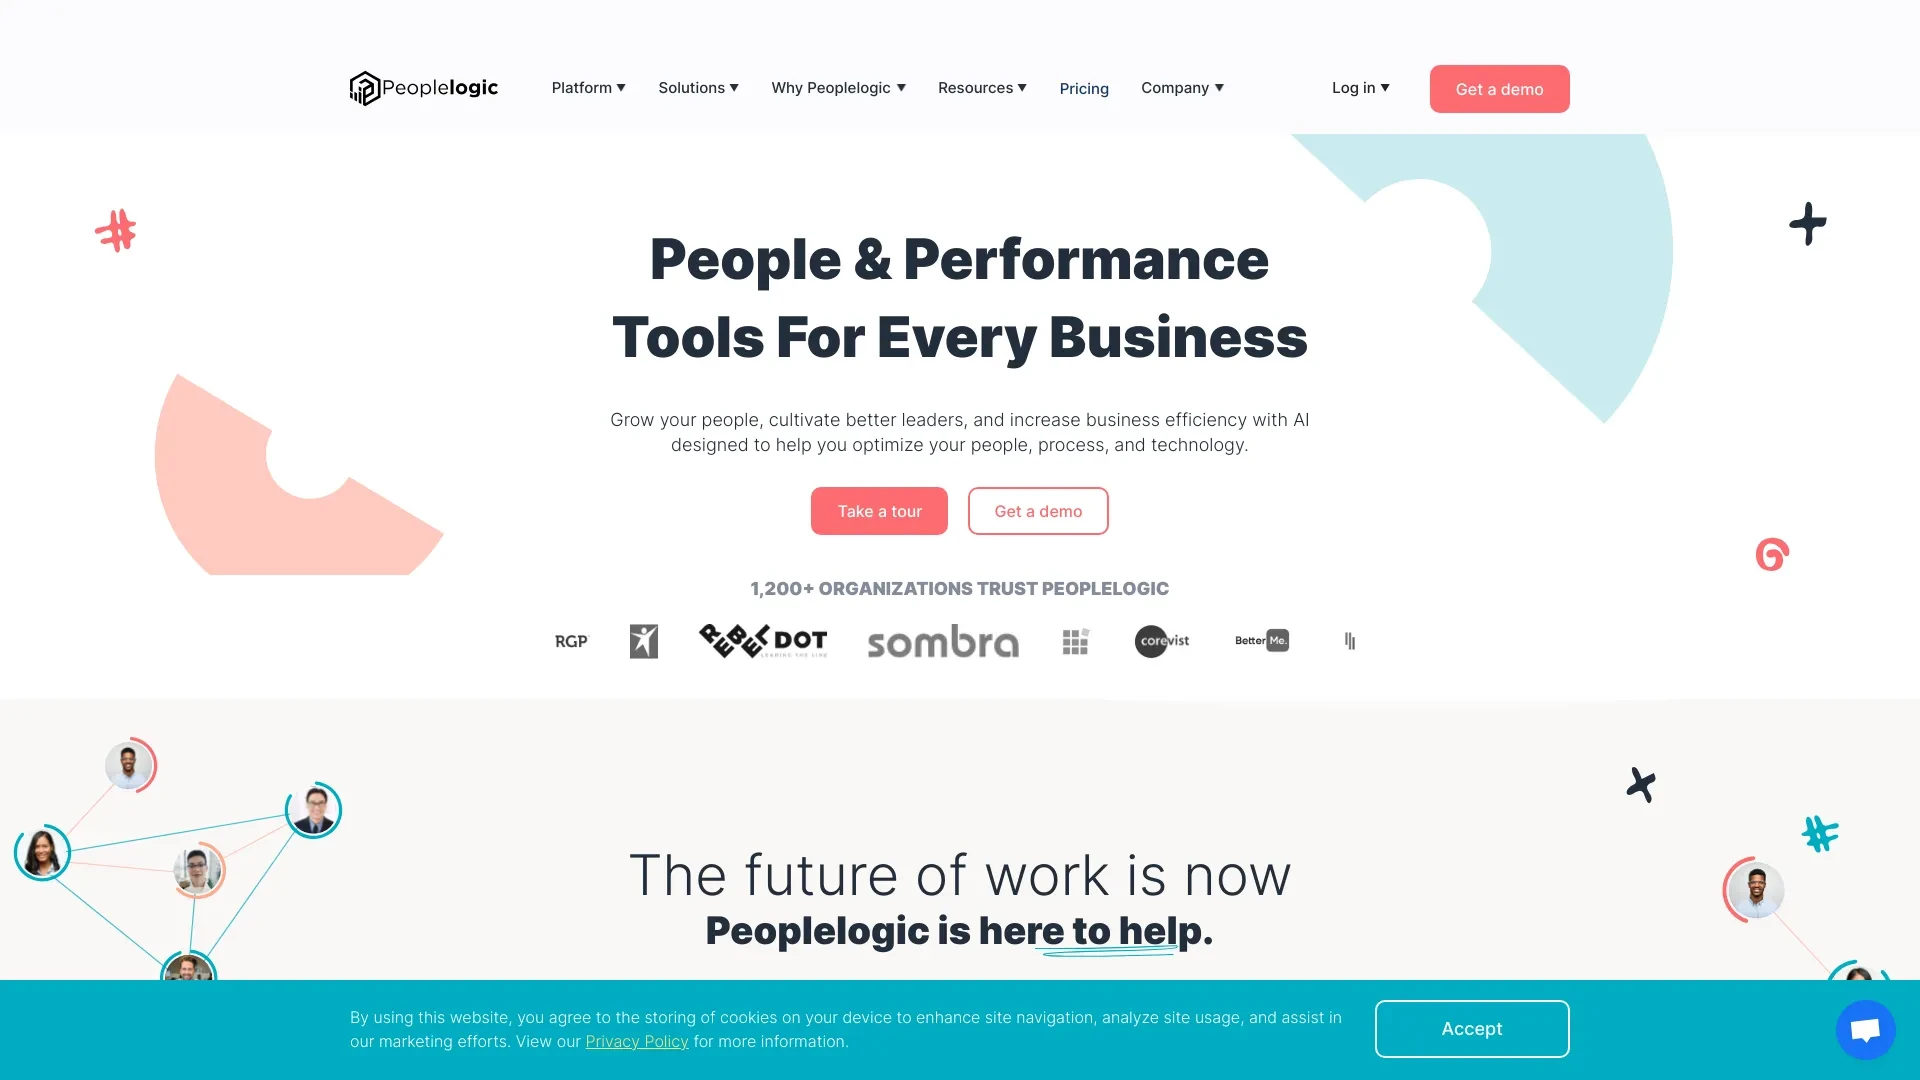 Peoplelogic
Platform ▼
Solutions ▼
Why Peoplelogic ▼
Resources ▼
Pricing
Company ▼
Log in ▼
Get a demo
People & Performance
Tools For Every Business
Grow your people, cultivate better leaders, and increase business efficiency with AI
designed to help you optimize your people, process, and technology.
Take a tour
Get a demo
1,200+ ORGANIZATIONS TRUST PEOPLELOGIC
RGP
REBEL DOT
LEADING THE LINE
sombra
corevist
BetterMe.
The future of work is now
Peoplelogic is here to help.
By using this website, you agree to the storing of cookies on your device to enhance site navigation, analyze site usage, and assist in
our marketing efforts. View our Privacy Policy for more information.
Accept